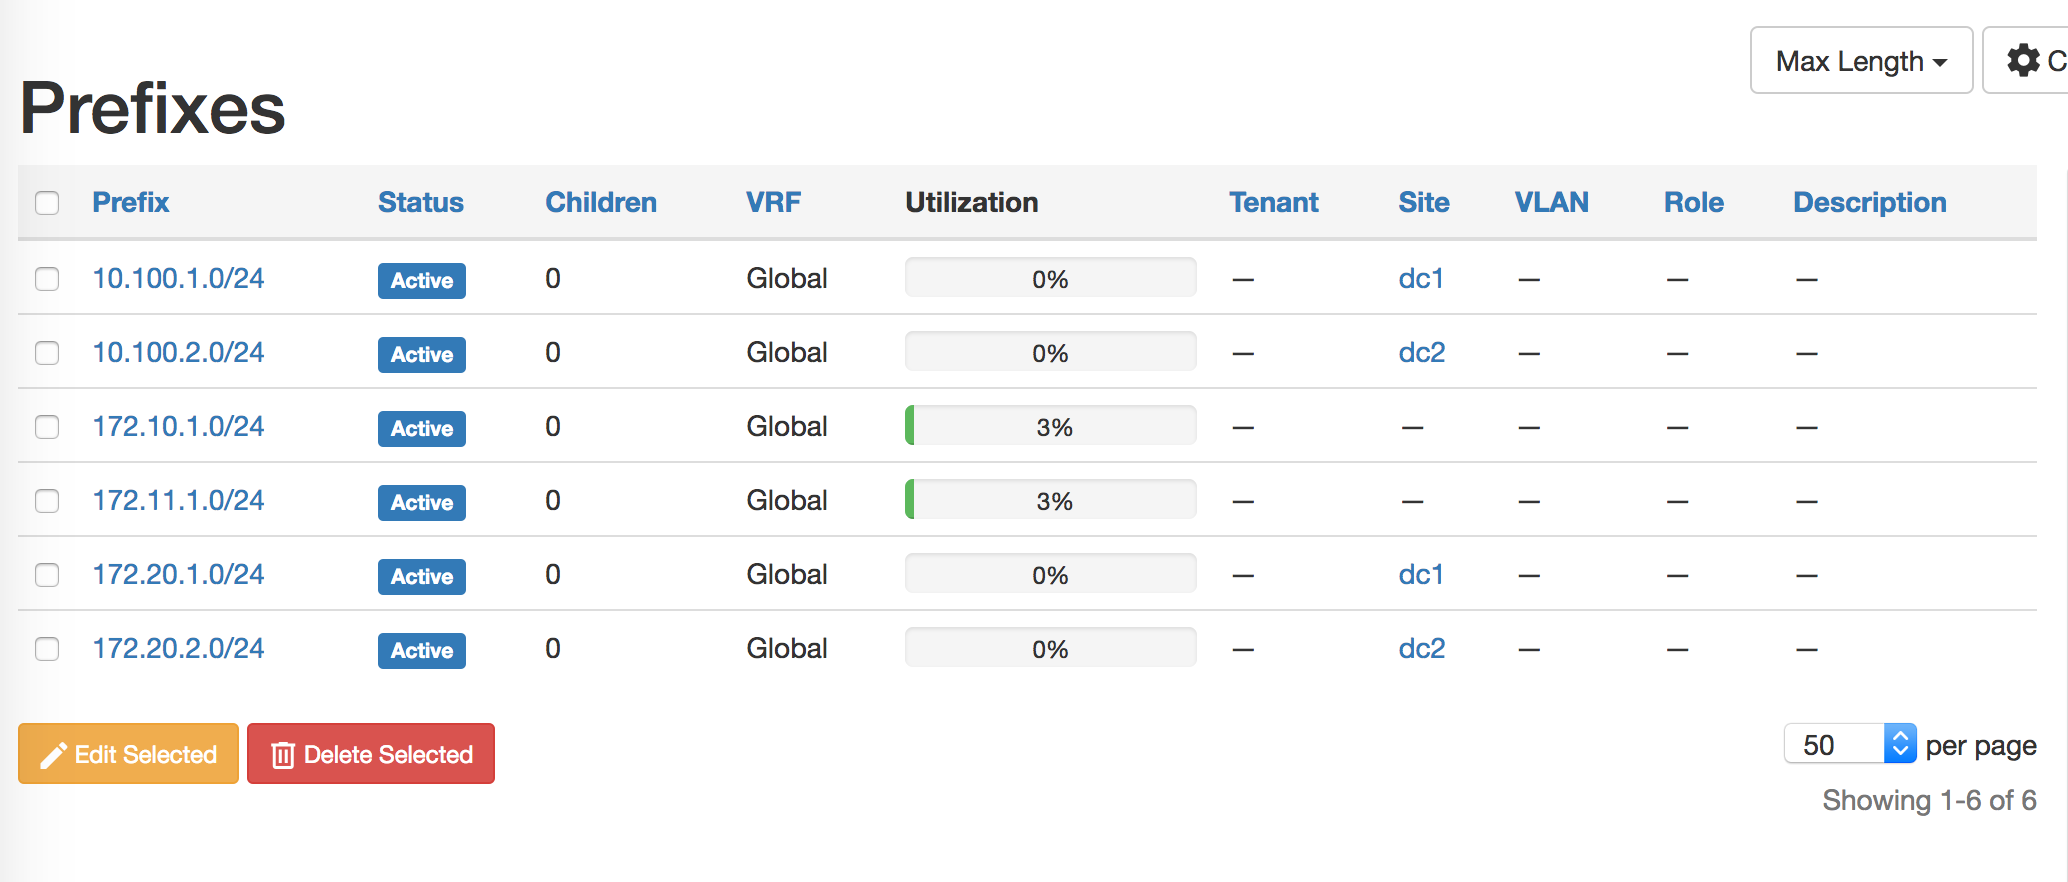 Max Length
C
Prefixes
Prefix Status Children VRF Utilization Tenant Site VLAN Role Description
10.100.1.0/24 Active 0 Global 0% — dc1 — — —
10.100.2.0/24 Active 0 Global 0% — dc2 — — —
172.10.1.0/24 Active 0 Global 3% — — — — —
172.11.1.0/24 Active 0 Global 3% — — — — —
172.20.1.0/24 Active 0 Global 0% — dc1 — — —
172.20.2.0/24 Active 0 Global 0% — dc2 — — —
Edit Selected Delete Selected
50 per page
Showing 1-6 of 6